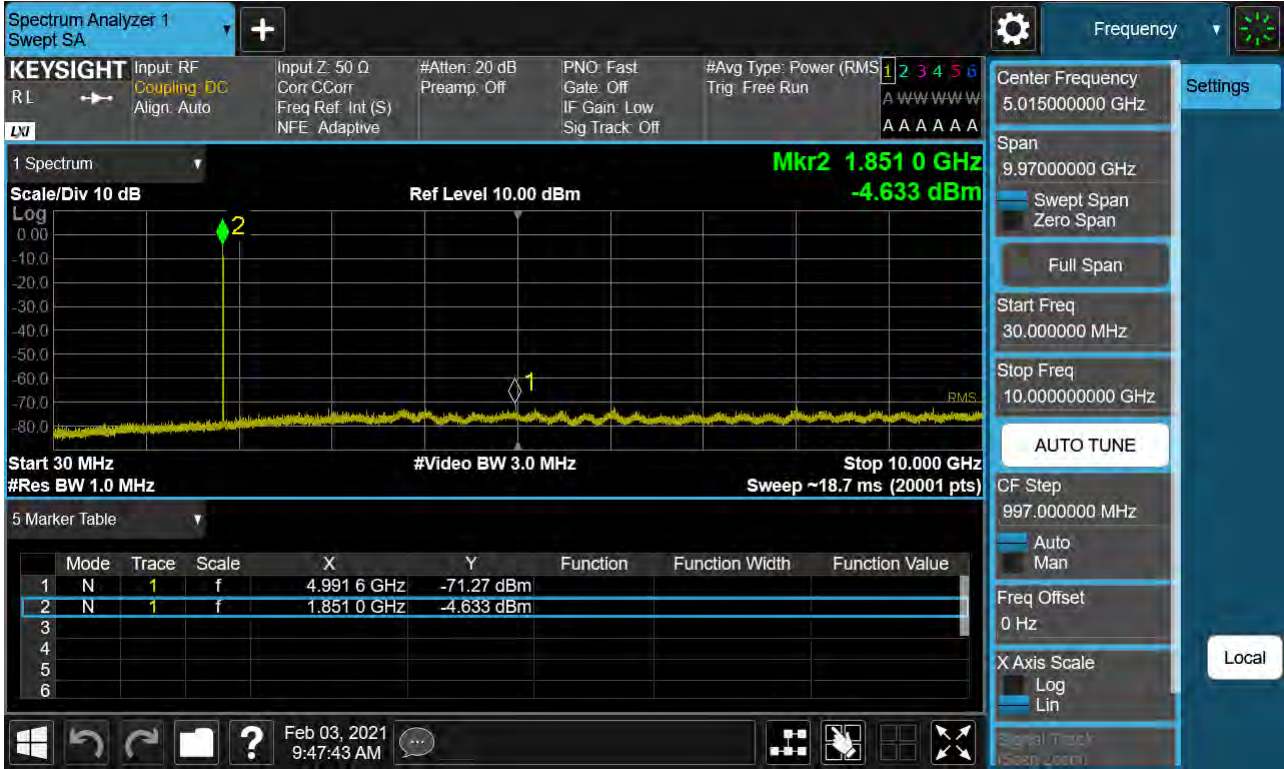 Spectrum Analyzer 1
Swept SA
+
Frequency
KEYSIGHT
RL
LXI
Input: RF
Coupling: DC
Align: Auto
Input Z: 50 Ω
Corr CCorr
Freq Ref: Int (S)
NFE: Adaptive
#Atten: 20 dB
Preamp: Off
PNO: Fast
Gate: Off
IF Gain: Low
Sig Track: Off
#Avg Type: Power (RMS
Trig: Free Run
1 2 3 4 5 6
A W W W W W
A A A A A A
1 Spectrum
Scale/Div 10 dB
Ref Level 10.00 dBm
Mkr2 1.851 0 GHz
-4.633 dBm
Log
0.00
-10.0
-20.0
-30.0
-40.0
-50.0
-60.0
-70.0
-80.0
2
1
RMS
Start 30 MHz
#Video BW 3.0 MHz
Stop 10.000 GHz
#Res BW 1.0 MHz
Sweep ~18.7 ms (20001 pts)
5 Marker Table
Mode Trace Scale X Y Function Function Width Function Value
1 N 1 f 4.991 6 GHz -71.27 dBm
2 N 1 f 1.851 0 GHz -4.633 dBm
3
4
5
6
Feb 03, 2021
9:47:43 AM
?
Center Frequency
5.015000000 GHz
Span
9.97000000 GHz
Swept Span
Zero Span
Full Span
Start Freq
30.000000 MHz
Stop Freq
10.000000000 GHz
AUTO TUNE
CF Step
997.000000 MHz
Auto
Man
Freq Offset
0 Hz
X Axis Scale
Log
Lin
Signal Track
(Span Zoom)
Settings
Local